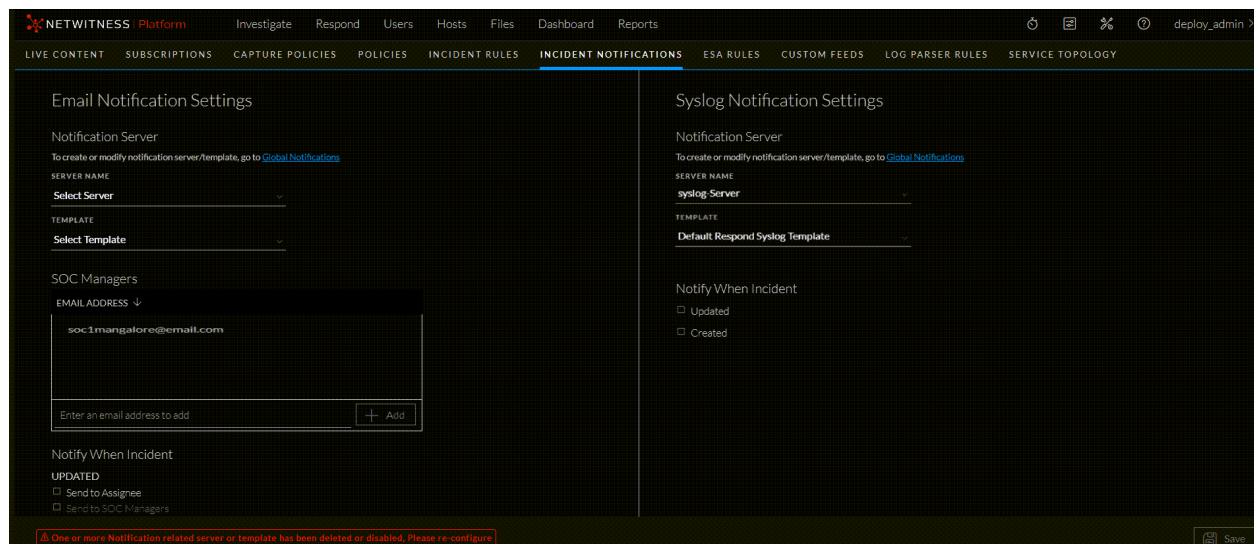 NETWITNESS Platform Investigate Respond Users Hosts Files Dashboard Reports deploy_admin
LIVE CONTENT SUBSCRIPTIONS CAPTURE POLICIES POLICIES INCIDENT RULES INCIDENT NOTIFICATIONS ESA RULES CUSTOM FEEDS LOG PARSER RULES SERVICE TOPOLOGY
Email Notification Settings
Notification Server
To create or modify notification server/template, go to Global Notifications
SERVER NAME
Select Server
TEMPLATE
Select Template
SOC Managers
EMAIL ADDRESS
soc1mangalore@email.com
Enter an email address to add
Add
Notify When Incident
UPDATED
Send to Assignee
Send to SOC Managers
Syslog Notification Settings
Notification Server
To create or modify notification server/template, go to Global Notifications
SERVER NAME
syslog-Server
TEMPLATE
Default Respond Syslog Template
Notify When Incident
Updated
Created
One or more Notification related server or template has been deleted or disabled, Please re-configure
Save